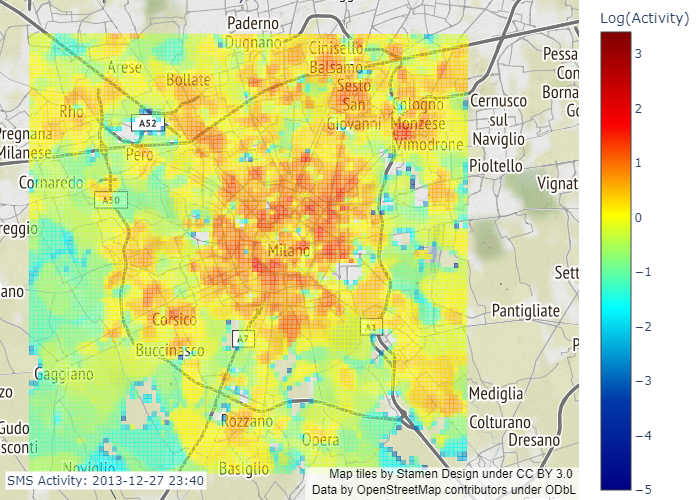 Log(Activity)
Paderno
Dugnano
Cinisello
Balsamo
Arese
Bollate
Sesto
San
Giovanni
Cologno
Monzese
Vimodrone
Cernusco
sul
Naviglio
Pioltello
Pessa
Con
Borna
Go
Rho
A52
Pregnana
Milanese
Pero
Cornaredo
A50
Vignat
reggio
Milano
Sett
ano
Corsico
Pantigliate
A7
A1
P
Buccinasco
Gaggiano
zo
Mediglia
Rozzano
Colturano
Gudo
sconti
Opera
Dresano
Noviglio
Basiglio
SMS Activity: 2013-12-27 23:40
Map tiles by Stamen Design under CC BY 3.0
Data by OpenStreetMap contributors under ODbL
3
2
1
0
−1
−2
−3
−4
−5